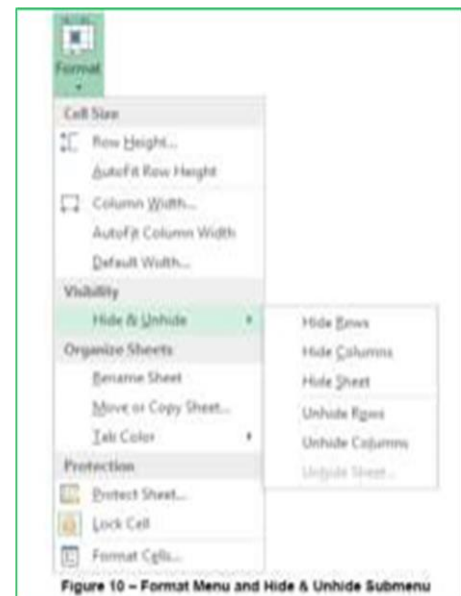 Format
Cell Size
Row Height...
AutoFit Row Height
Column Width...
AutoFit Column Width
Default Width...
Visibility
Hide & Unhide
Hide Rows
Hide Columns
Hide Sheet
Unhide Rows
Unhide Columns
Unhide Sheet...
Organize Sheets
Rename Sheet
Move or Copy Sheet...
Tab Color
Protection
Protect Sheet...
Lock Cell
Format Cells...
Figure 10 – Format Menu and Hide & Unhide Submenu